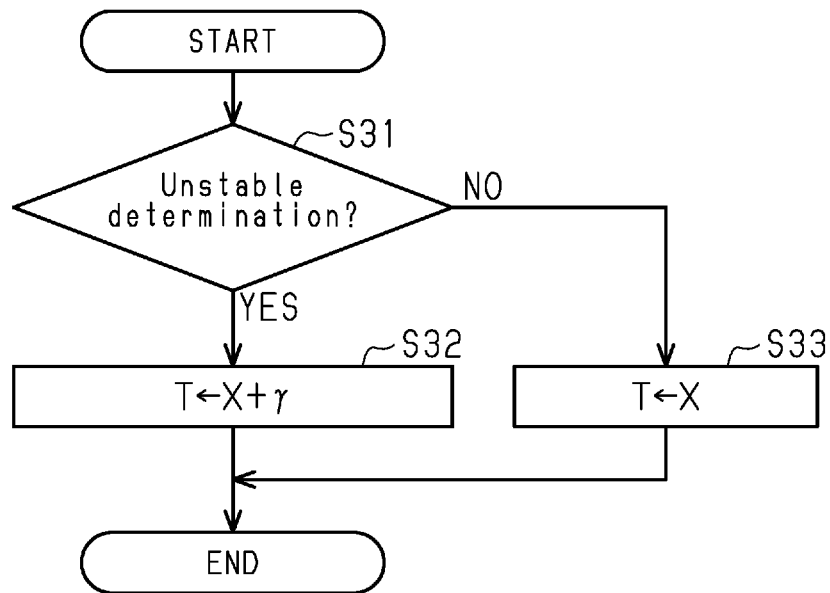 START
S31
Unstable
determination?
NO
YES
S32
T←X+γ
S33
T←X
END